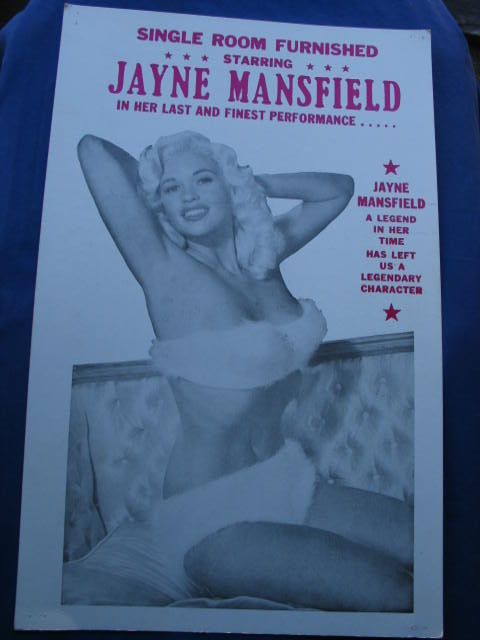 SINGLE ROOM FURNISHED
★ ★ ★ STARRING ★ ★ ★
JAYNE MANSFIELD
IN HER LAST AND FINEST PERFORMANCE . . . . .
★
JAYNE
MANSFIELD
A LEGEND
IN HER
TIME
HAS LEFT
US A
LEGENDARY
CHARACTER
★